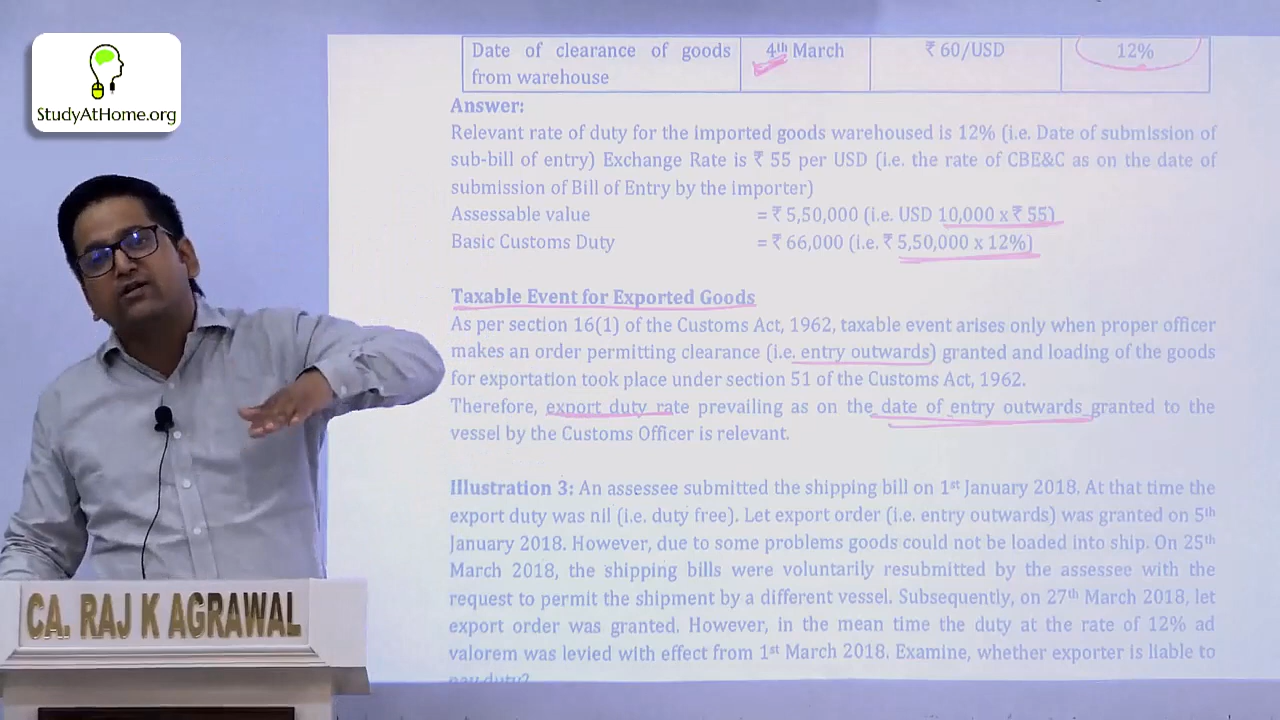 StudyAtHome.org
Date of clearance of goods from warehouse 4th March ₹ 60/USD 12%
Answer:
Relevant rate of duty for the imported goods warehoused is 12% (i.e. Date of submission of
sub-bill of entry) Exchange Rate is ₹ 55 per USD (i.e. the rate of CBE&C as on the date of
submission of Bill of Entry by the importer)
Assessable value = ₹ 5,50,000 (i.e. USD 10,000 x ₹ 55)
Basic Customs Duty = ₹ 66,000 (i.e. ₹ 5,50,000 x 12%)
Taxable Event for Exported Goods
As per section 16(1) of the Customs Act, 1962, taxable event arises only when proper officer
makes an order permitting clearance (i.e. entry outwards) granted and loading of the goods
for exportation took place under section 51 of the Customs Act, 1962.
Therefore, export duty rate prevailing as on the date of entry outwards granted to the
vessel by the Customs Officer is relevant.
Illustration 3: An assessee submitted the shipping bill on 1st January 2018. At that time the
export duty was nil (i.e. duty free). Let export order (i.e. entry outwards) was granted on 5th
January 2018. However, due to some problems goods could not be loaded into ship. On 25th
March 2018, the shipping bills were voluntarily resubmitted by the assessee with the
request to permit the shipment by a different vessel. Subsequently, on 27th March 2018, let
export order was granted. However, in the mean time the duty at the rate of 12% ad
valorem was levied with effect from 1st March 2018. Examine, whether exporter is liable to
pay duty?
CA. RAJ K AGRAWAL